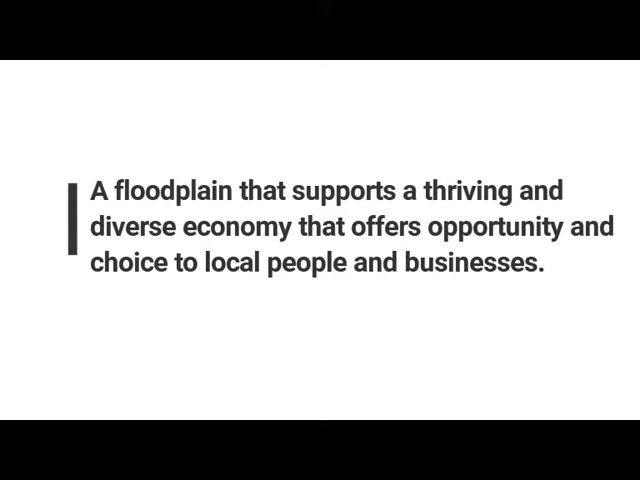 A floodplain that supports a thriving and
diverse economy that offers opportunity and
choice to local people and businesses.